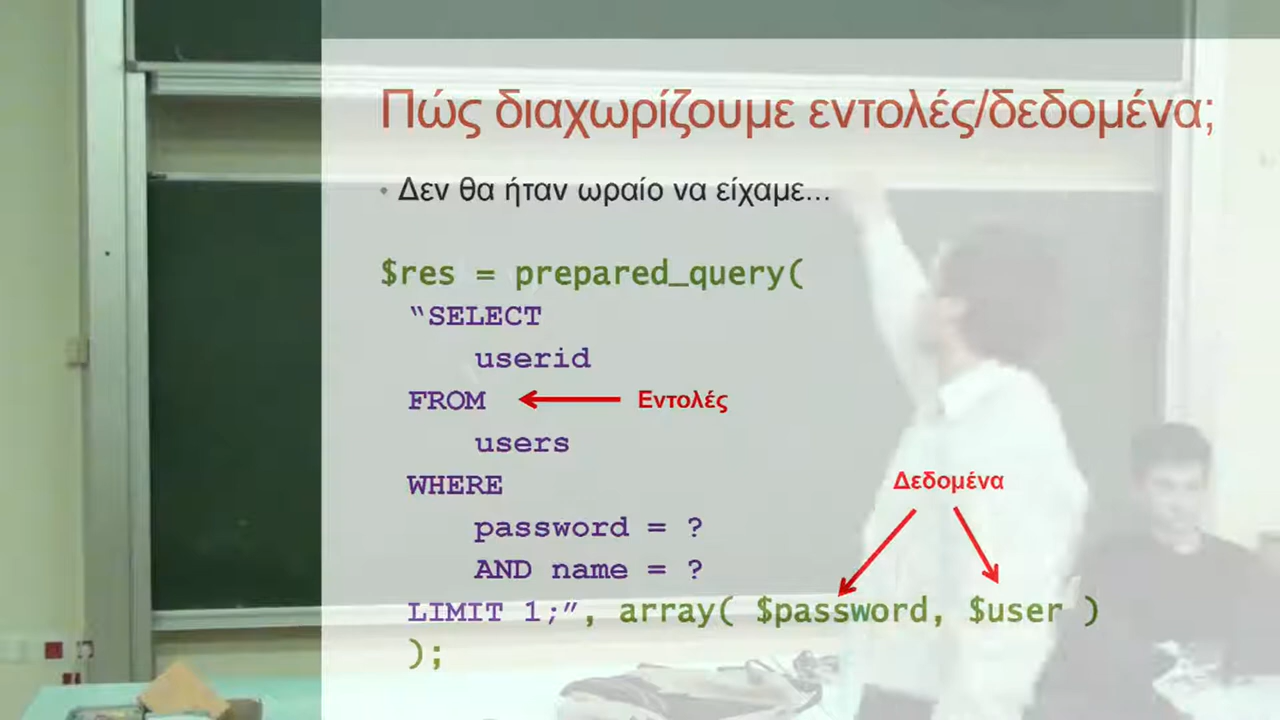 Πώς διαχωρίζουμε εντολές/δεδομένα;
• Δεν θα ήταν ωραίο να είχαμε...
$res = prepared_query(
“SELECT
userid
FROM
Εντολές
users
WHERE
Δεδομένα
password = ?
AND name = ?
LIMIT 1;”, array( $password, $user )
);